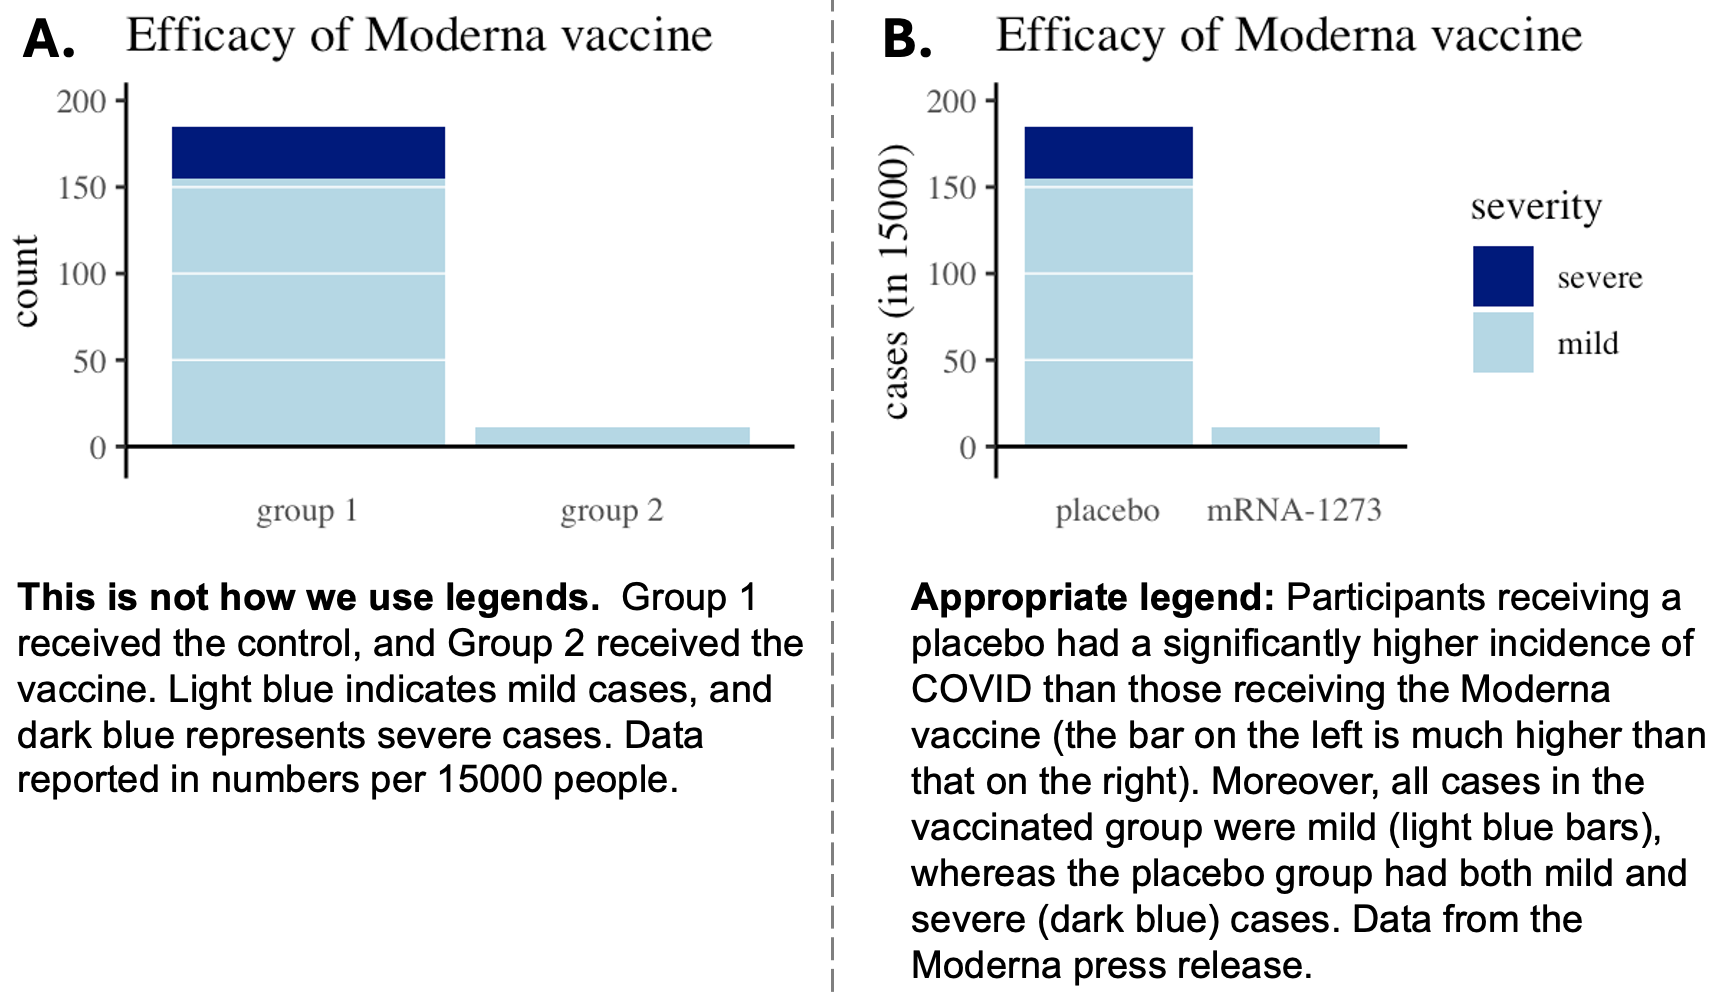 A.
Efficacy of Moderna vaccine
count
200
150
100
50
0
group 1
group 2
This is not how we use legends. Group 1
received the control, and Group 2 received the
vaccine. Light blue indicates mild cases, and
dark blue represents severe cases. Data
reported in numbers per 15000 people.
B.
Efficacy of Moderna vaccine
cases (in 15000)
200
150
100
50
0
placebo
mRNA-1273
severity
severe
mild
Appropriate legend: Participants receiving a
placebo had a significantly higher incidence of
COVID than those receiving the Moderna
vaccine (the bar on the left is much higher than
that on the right). Moreover, all cases in the
vaccinated group were mild (light blue bars),
whereas the placebo group had both mild and
severe (dark blue) cases. Data from the
Moderna press release.